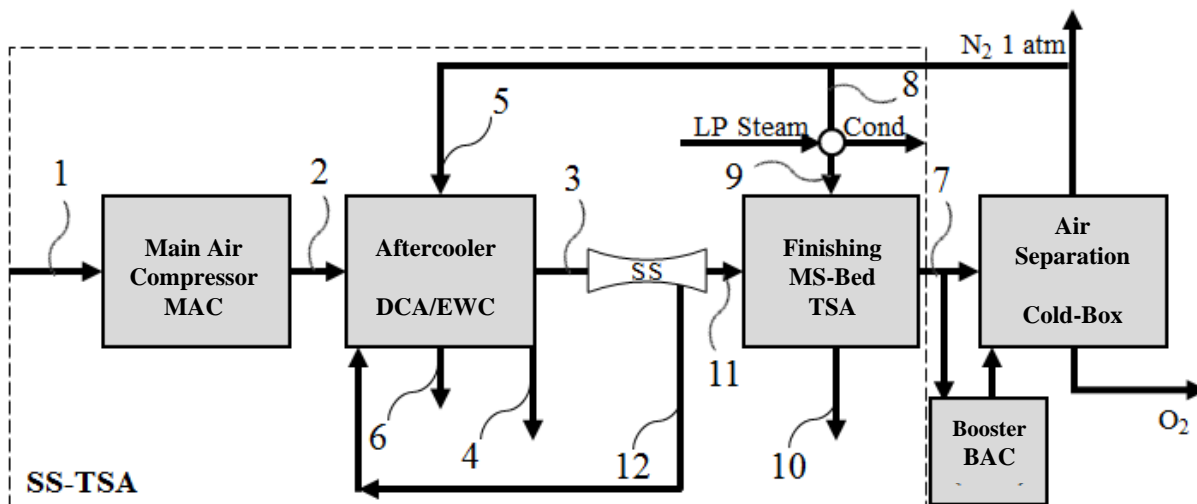 N₂ 1 atm
8
5
LP Steam
Cond
1
2
3
9
7
Main Air
Compressor
MAC
Aftercooler
DCA/EWC
SS
Finishing
MS-Bed
TSA
Air
Separation
Cold-Box
11
6
4
12
10
O₂
Booster
BAC
SS-TSA